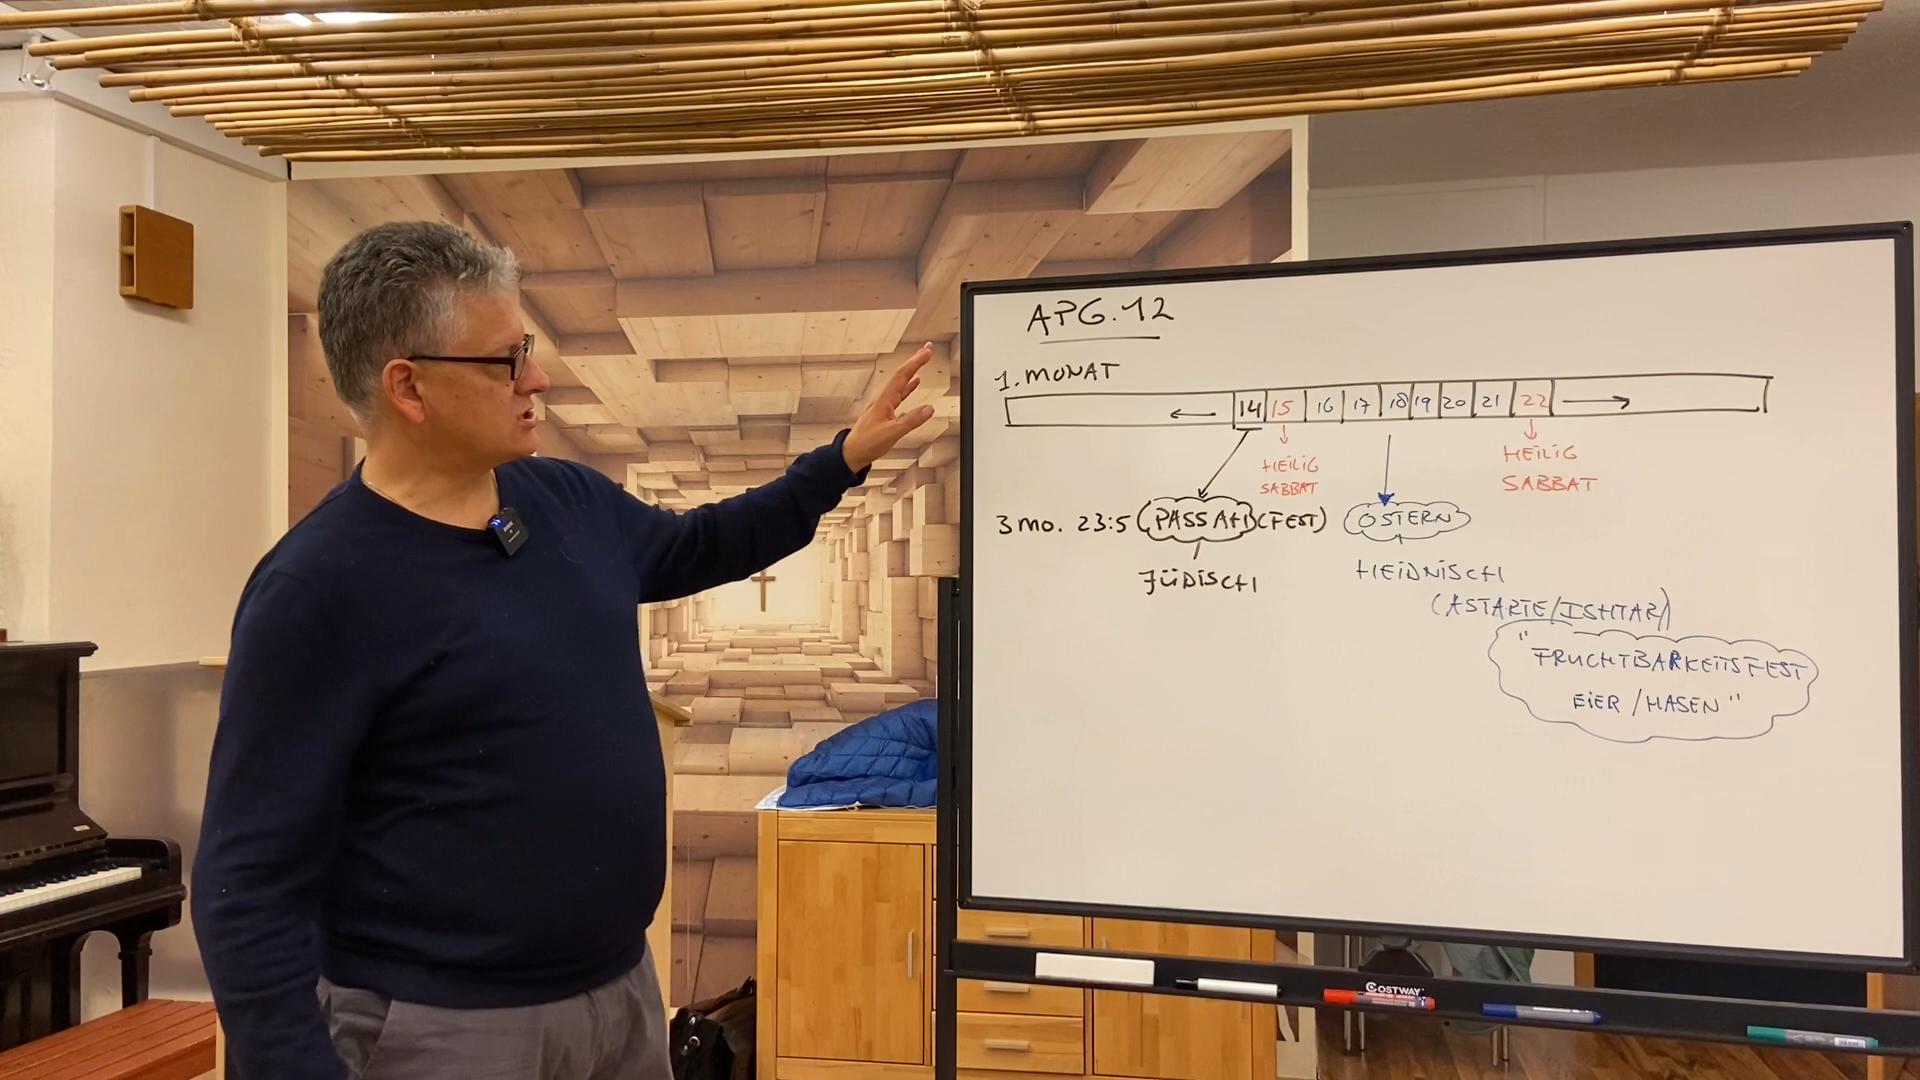 APG. 12
1. MONAT
← 14 15 16 17 18 19 20 21 22 →
HEILIG
SABBAT
HEILIG
SABBAT
3 MO. 23:5 (PASSAH) (FEST)
OSTERN
JÜDISCH
HEIDNISCH
(ASTARTE/ISHTAR)
"FRUCHTBARKEITSFEST
EIER/HASEN"
COSTWAY